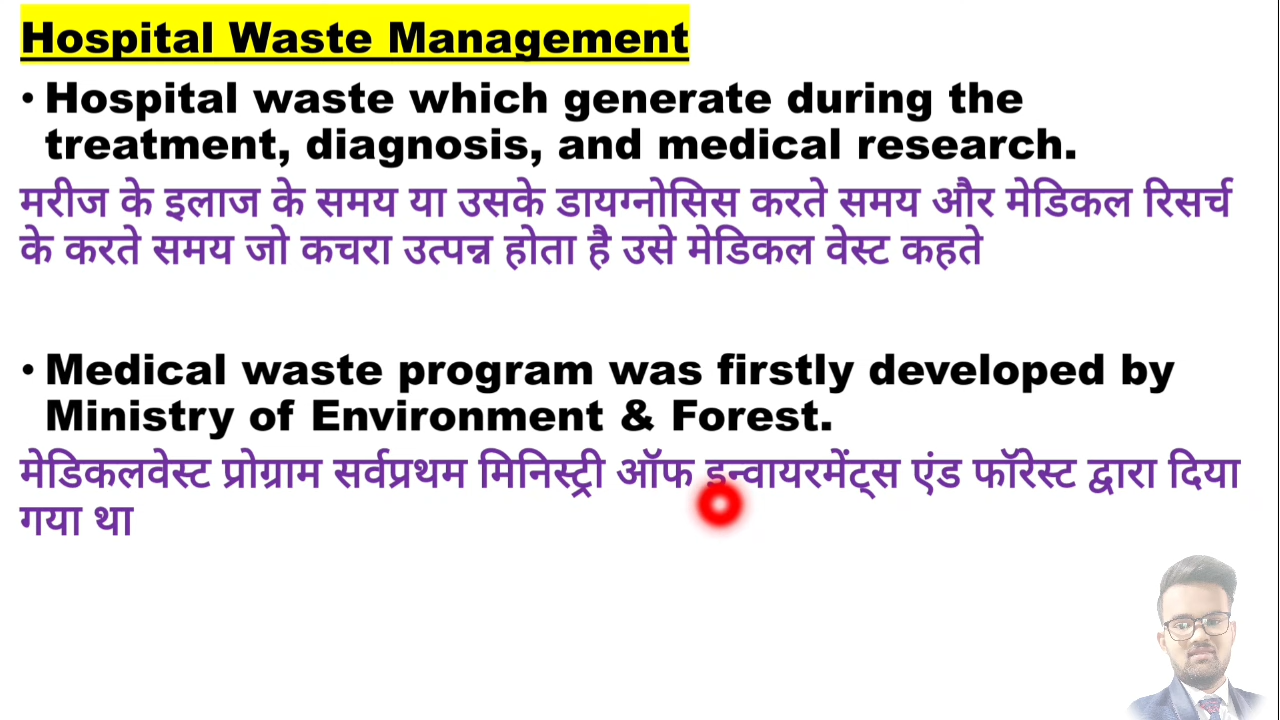 Hospital Waste Management
• Hospital waste which generate during the
treatment, diagnosis, and medical research.
मरीज के इलाज के समय या उसके डायग्नोसिस करते समय और मेडिकल रिसर्च
के करते समय जो कचरा उत्पन्न होता है उसे मेडिकल वेस्ट कहते
• Medical waste program was firstly developed by
Ministry of Environment & Forest.
मेडिकलवेस्ट प्रोग्राम सर्वप्रथम मिनिस्ट्री ऑफ इन्वायरमेंट्स एंड फॉरेस्ट द्वारा दिया
गया था